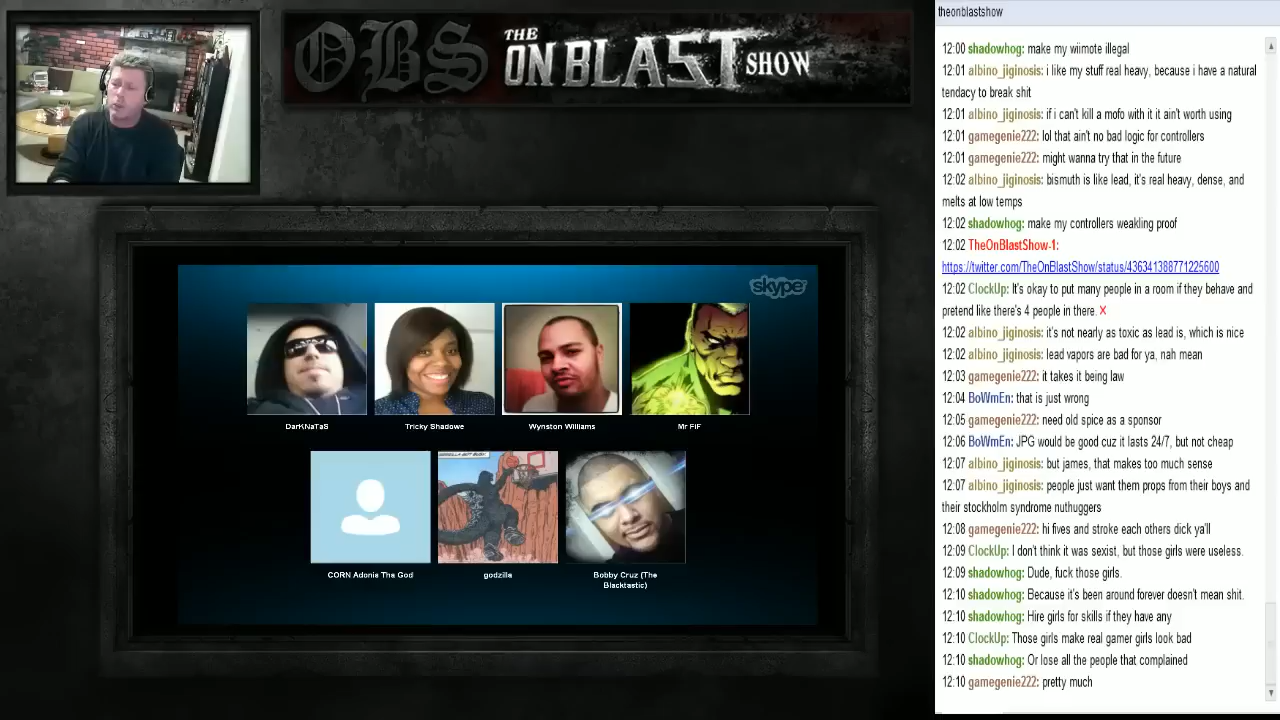 OBS THE ON BLAST SHOW
skype
DarKNaTaS Tricky Shadowe Wynston Williams Mr FIF
CORN Adonis Tha God godzilla Bobby Cruz (The
Blacktastic)
theonblastshow
12:00 shadowhog: make my wiimote illegal
12:01 albino_jiginosis: i like my stuff real heavy, because i have a natural
tendacy to break shit
12:01 albino_jiginosis: if i can't kill a mofo with it it ain't worth using
12:01 gamegenie222: lol that ain't no bad logic for controllers
12:01 gamegenie222: might wanna try that in the future
12:02 albino_jiginosis: bismuth is like lead, it's real heavy, dense, and
melts at low temps
12:02 shadowhog: make my controllers weakling proof
12:02 TheOnBlastShow-1:
https://twitter.com/TheOnBlastShow/status/436341388771225600
12:02 ClockUp: It's okay to put many people in a room if they behave and
pretend like there's 4 people in there. X
12:02 albino_jiginosis: it's not nearly as toxic as lead is, which is nice
12:02 albino_jiginosis: lead vapors are bad for ya, nah mean
12:03 gamegenie222: it takes it being law
12:04 BoWmEn: that is just wrong
12:05 gamegenie222: need old spice as a sponsor
12:06 BoWmEn: JPG would be good cuz it lasts 24/7, but not cheap
12:07 albino_jiginosis: but james, that makes too much sense
12:07 albino_jiginosis: people just want them props from their boys and
their stockholm syndrome nuthuggers
12:08 gamegenie222: hi fives and stroke each others dick ya'll
12:09 ClockUp: I don't think it was sexist, but those girls were useless.
12:09 shadowhog: Dude, fuck those girls.
12:10 shadowhog: Because it's been around forever doesn't mean shit.
12:10 shadowhog: Hire girls for skills if they have any
12:10 ClockUp: Those girls make real gamer girls look bad
12:10 shadowhog: Or lose all the people that complained
12:10 gamegenie222: pretty much